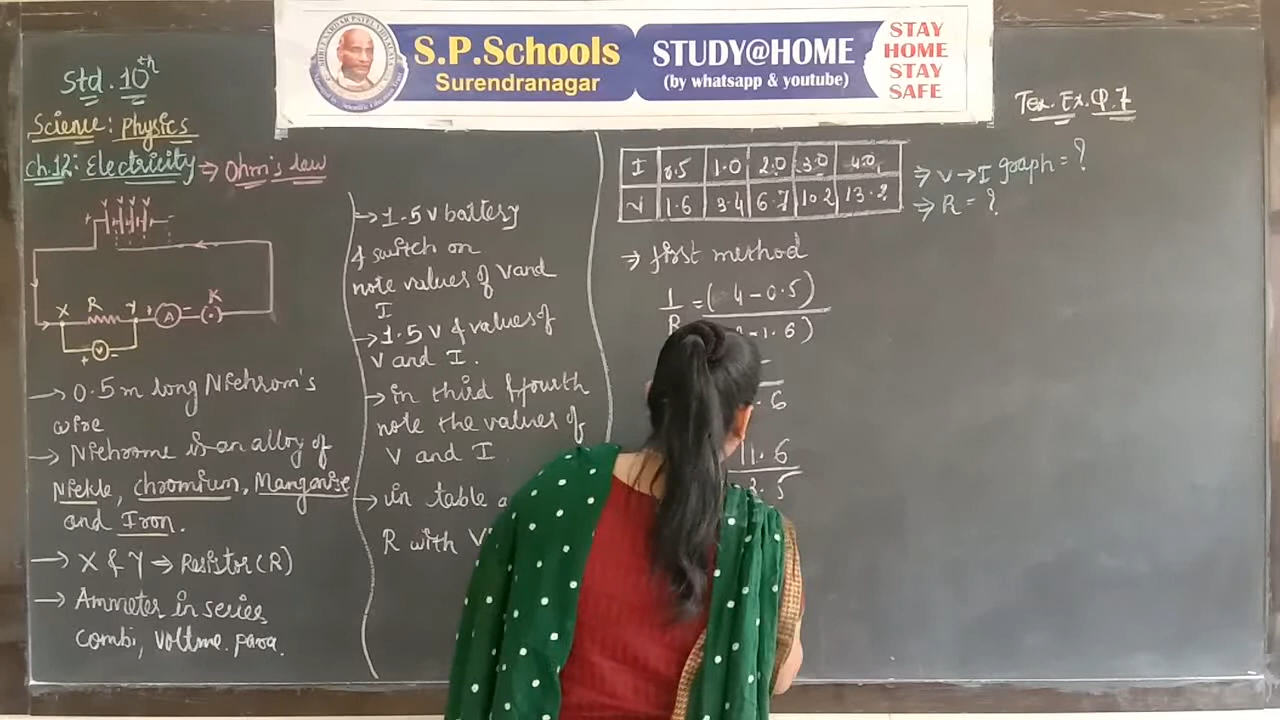 S.P.Schools
Surendranagar
STUDY@HOME
(by whatsapp & youtube)
STAY
HOME
STAY
SAFE
Std. 10th
Science: Physics
Ch.12: Electricity ⇒ Ohm's law
X R Y + A - K
+ V -
→ 0.5 m long Nichrom's
wire
→ Nichrome is an alloy of
Nickle, chromium, Manganise
and Iron.
→ X & Y ⇒ Resistor (R)
→ Ammeter in series
combi, voltme. para.
→ 1.5 V battery
& switch on
note values of V and
I
→ 1.5 V & values of
V and I.
→ in third & fourth
note the values of
V and I
→ in table
R with
Tex. Ex. Q.7
I 0.5 1.0 2.0 3.0 4.0
V 1.6 3.4 6.7 10.2 13.2
⇒ V → I graph = ?
⇒ R = ?
⇒ first method
1/R = (4 - 0.5)
- 1.6)
.6
11.6
3.5